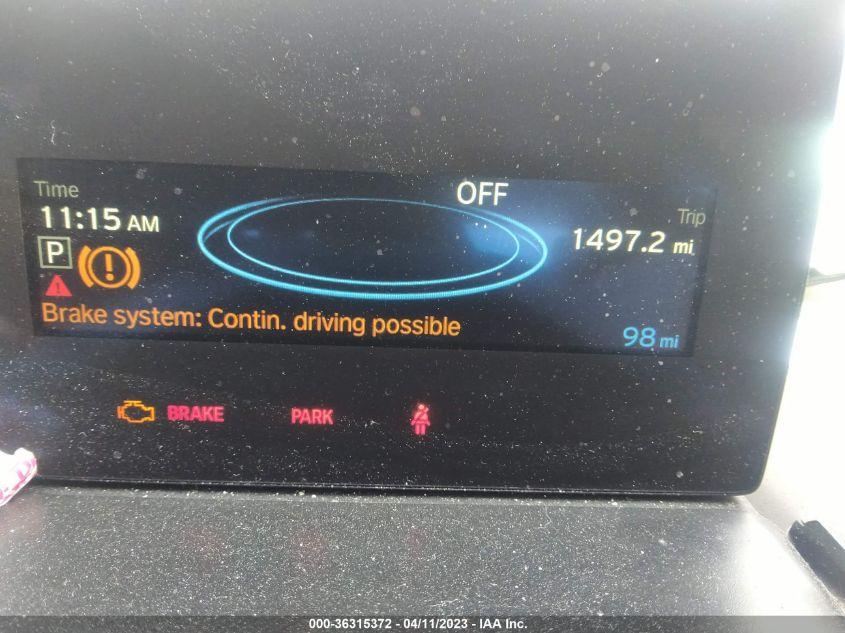 Time
OFF
Trip
11:15 AM
1497.2 mi
P
Brake system: Contin. driving possible
98 mi
BRAKE
PARK
000-36315372 - 04/11/2023 - IAA Inc.